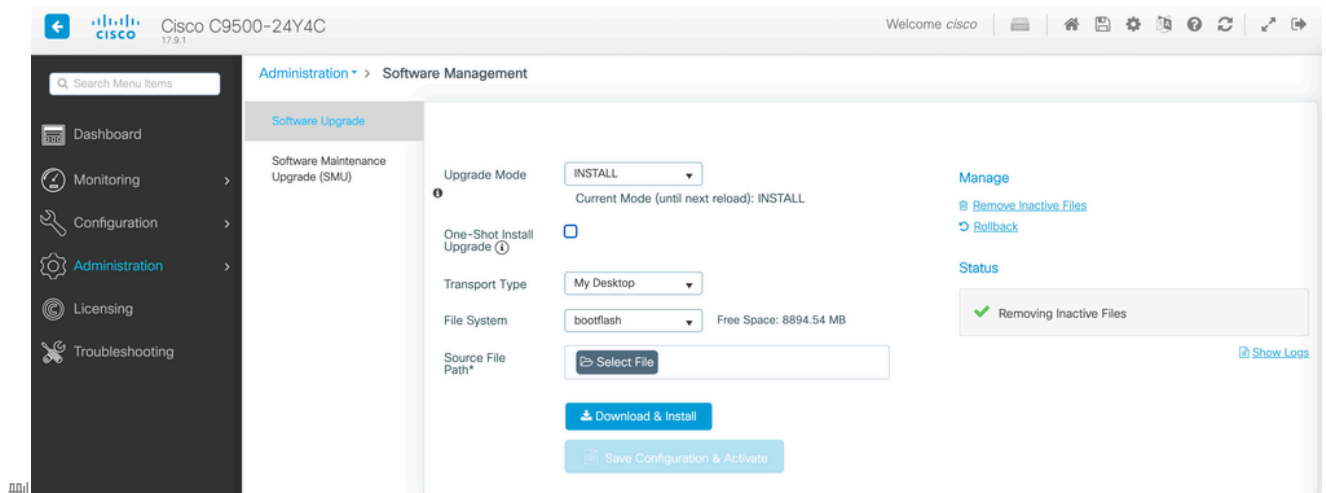 cisco
Cisco C9500-24Y4C
17.9.1
Welcome cisco
Search Menu Items
Dashboard
Monitoring
Configuration
Administration
Licensing
Troubleshooting
Administration > Software Management
Software Upgrade
Software Maintenance
Upgrade (SMU)
Upgrade Mode
INSTALL
Current Mode (until next reload): INSTALL
One-Shot Install
Upgrade
Transport Type
My Desktop
File System
bootflash
Free Space: 8894.54 MB
Source File
Path*
Select File
Download & Install
Save Configuration & Activate
Manage
Remove Inactive Files
Rollback
Status
Removing Inactive Files
Show Logs